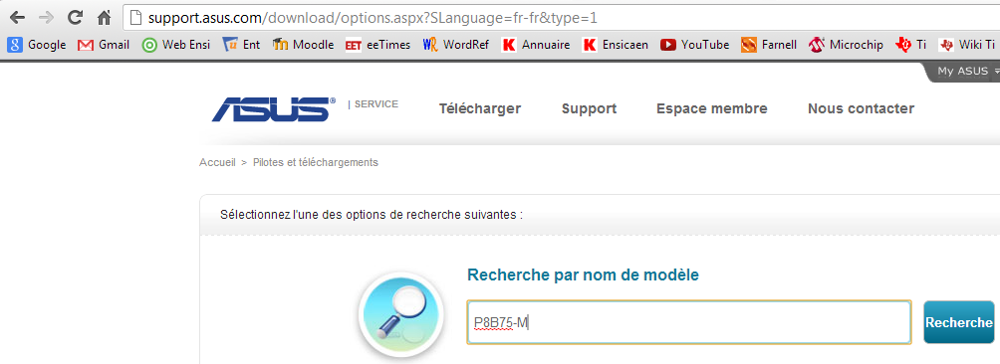 support.asus.com/download/options.aspx?SLanguage=fr-fr&type=1
Google Gmail Web Ensi Ent Moodle EET eeTimes WordRef K Annuaire K Ensicaen YouTube Farnell Microchip Ti Wiki Ti
My ASUS
ASUS® | SERVICE Télécharger Support Espace membre Nous contacter
Accueil > Pilotes et téléchargements
Sélectionnez l'une des options de recherche suivantes :
Recherche par nom de modèle
P8B75-M Recherche